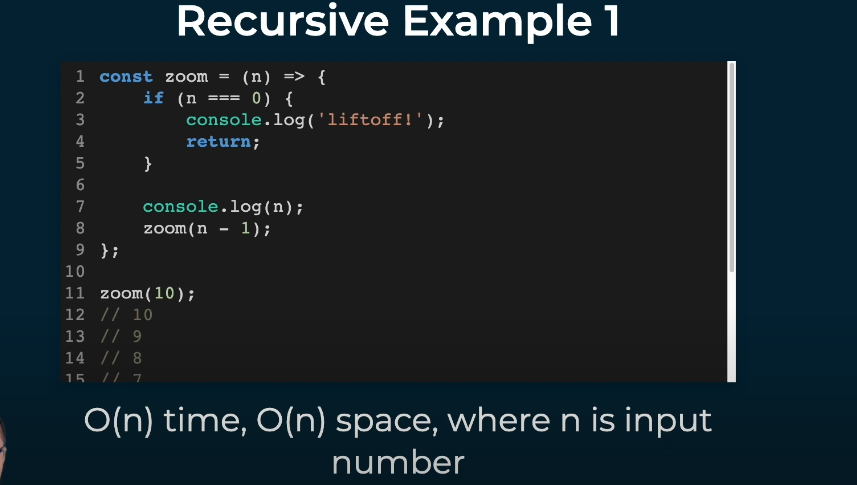 Recursive Example 1
1 const zoom = (n) => {
2     if (n === 0) {
3         console.log('liftoff!');
4         return;
5     }
6
7     console.log(n);
8     zoom(n - 1);
9 };
10
11 zoom(10);
12 // 10
13 // 9
14 // 8
15 // 7
O(n) time, O(n) space, where n is input
number